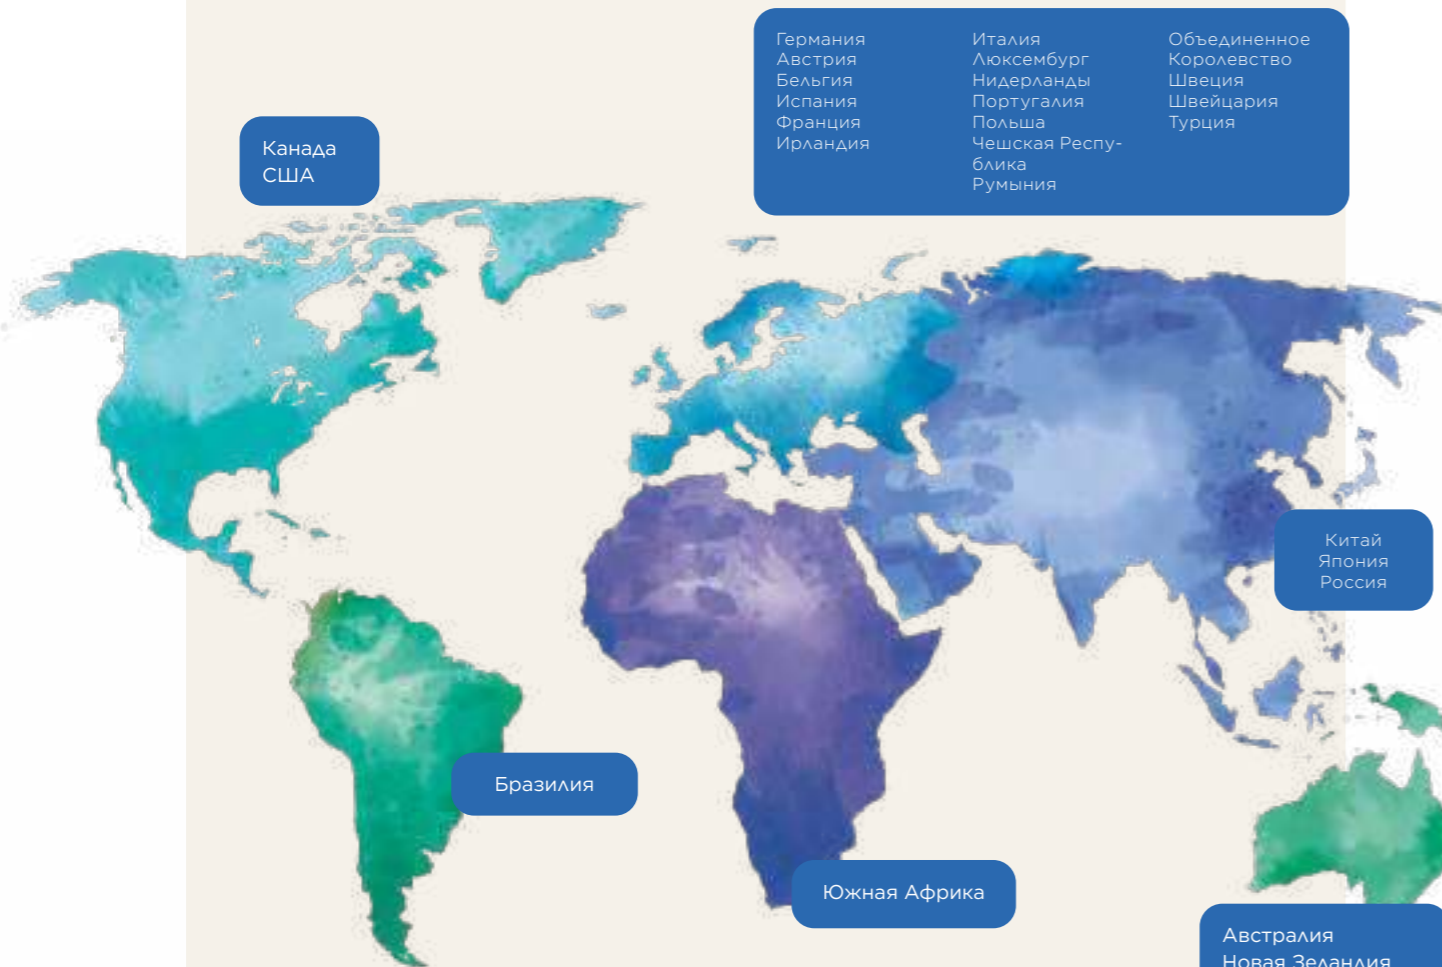 Германия
Австрия
Бельгия
Испания
Франция
Ирландия
Италия
Люксембург
Нидерланды
Португалия
Польша
Чешская Респу-
блика
Румыния
Объединенное
Королевство
Швеция
Швейцария
Турция
Канада
США
Китай
Япония
Россия
Бразилия
Южная Африка
Австралия
Новая Зеландия